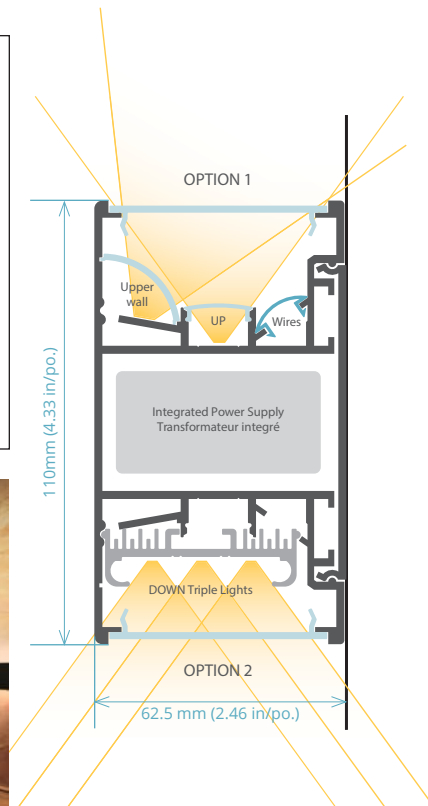 OPTION 1
Upper
wall
UP
Wires
Integrated Power Supply
Transformateur integré
110mm (4.33 in/po.)
DOWN Triple Lights
OPTION 2
62.5 mm (2.46 in/po.)